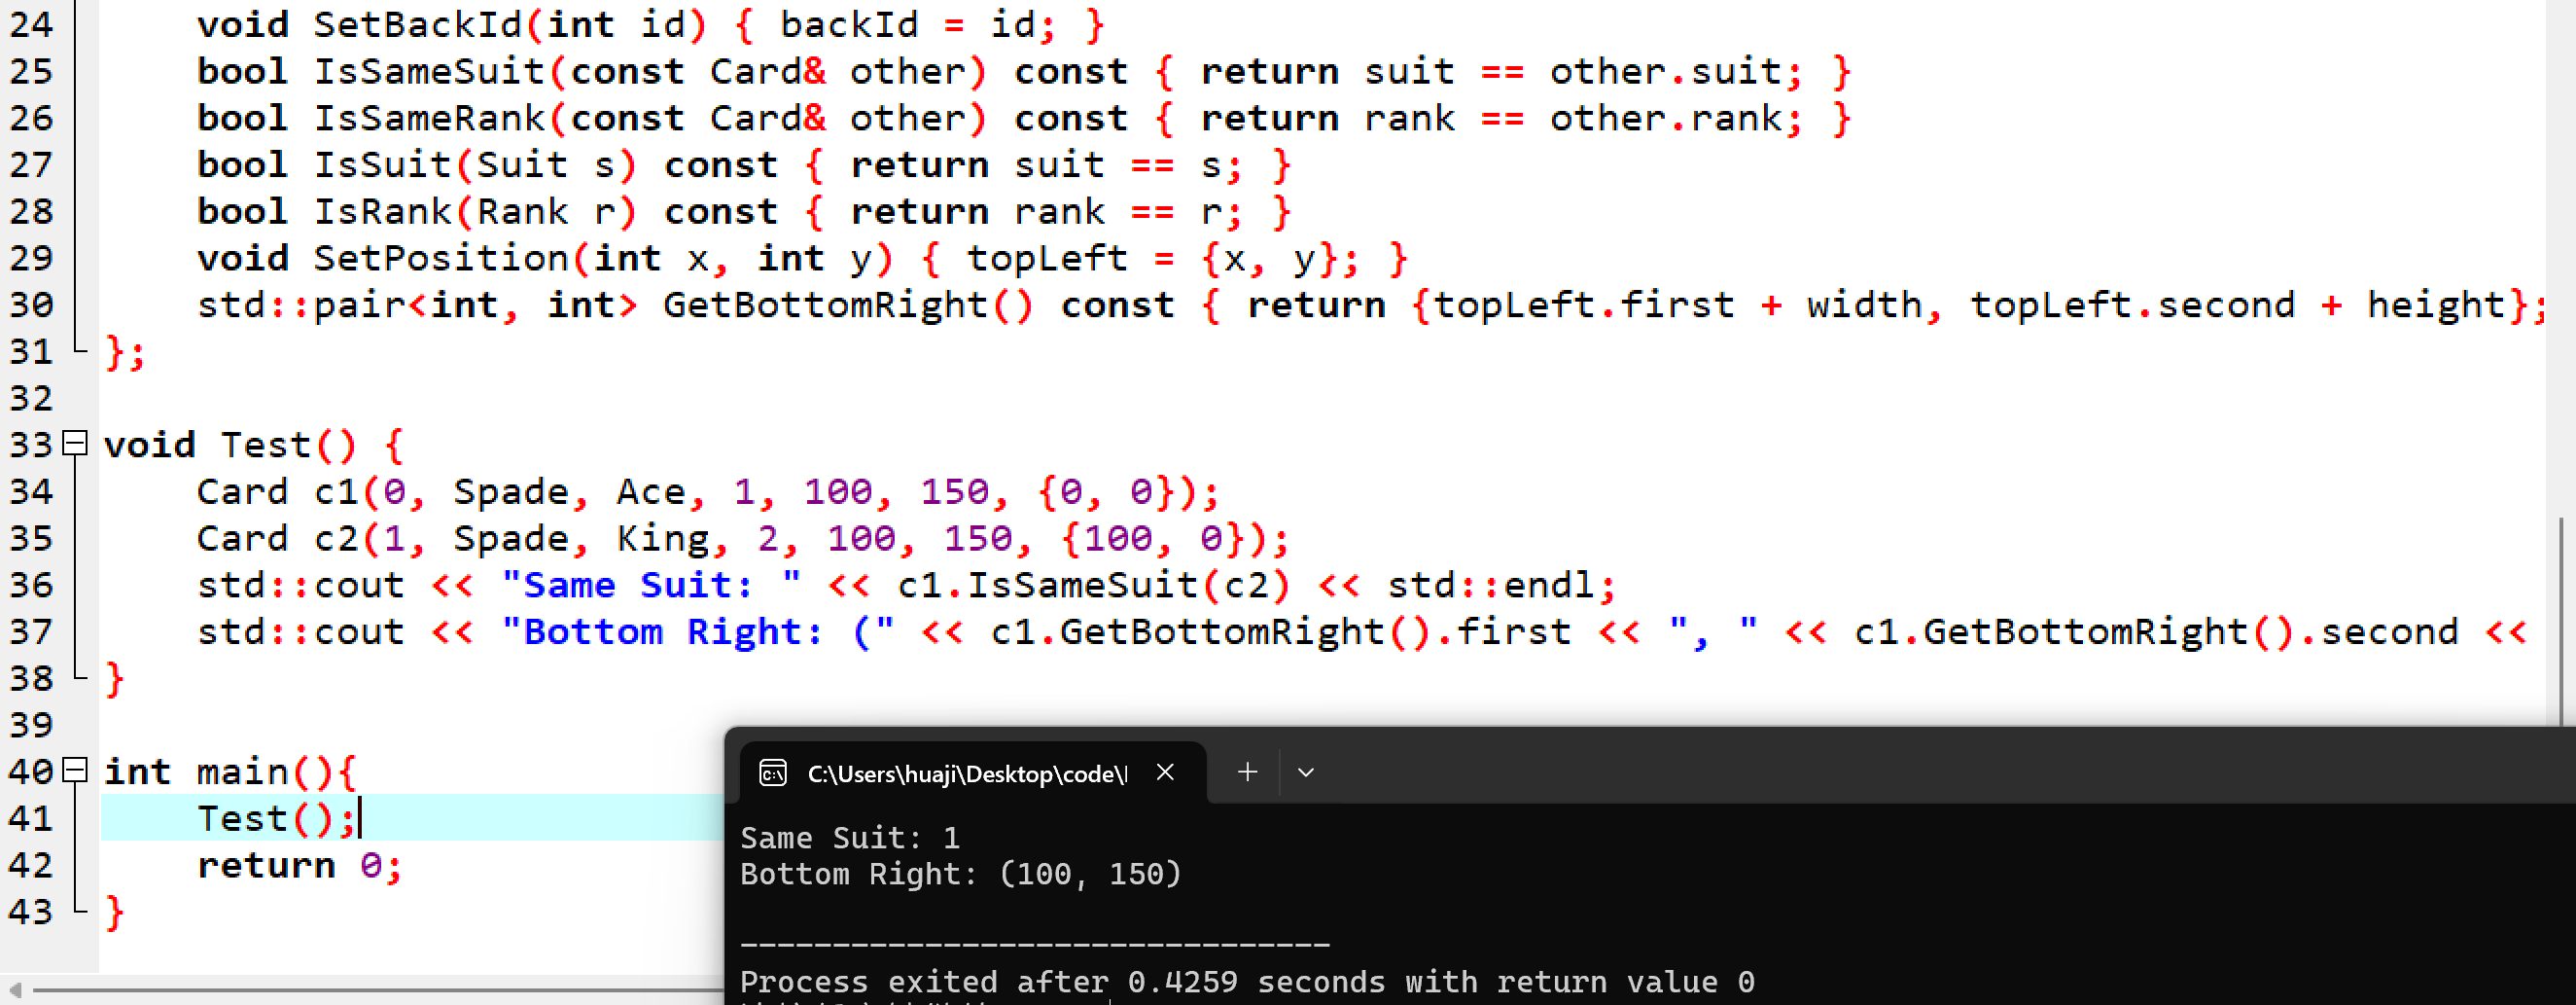 24 void SetBackId(int id) { backId = id; }
25 bool IsSameSuit(const Card& other) const { return suit == other.suit; }
26 bool IsSameRank(const Card& other) const { return rank == other.rank; }
27 bool IsSuit(Suit s) const { return suit == s; }
28 bool IsRank(Rank r) const { return rank == r; }
29 void SetPosition(int x, int y) { topLeft = {x, y}; }
30 std::pair<int, int> GetBottomRight() const { return {topLeft.first + width, topLeft.second + height};
31 };
32
33 void Test() {
34 Card c1(0, Spade, Ace, 1, 100, 150, {0, 0});
35 Card c2(1, Spade, King, 2, 100, 150, {100, 0});
36 std::cout << "Same Suit: " << c1.IsSameSuit(c2) << std::endl;
37 std::cout << "Bottom Right: (" << c1.GetBottomRight().first << ", " << c1.GetBottomRight().second <<
38 }
39
40 int main(){
41 Test();
42 return 0;
43 }
C:\Users\huaji\Desktop\code\
Same Suit: 1
Bottom Right: (100, 150)
--------------------------------
Process exited after 0.4259 seconds with return value 0